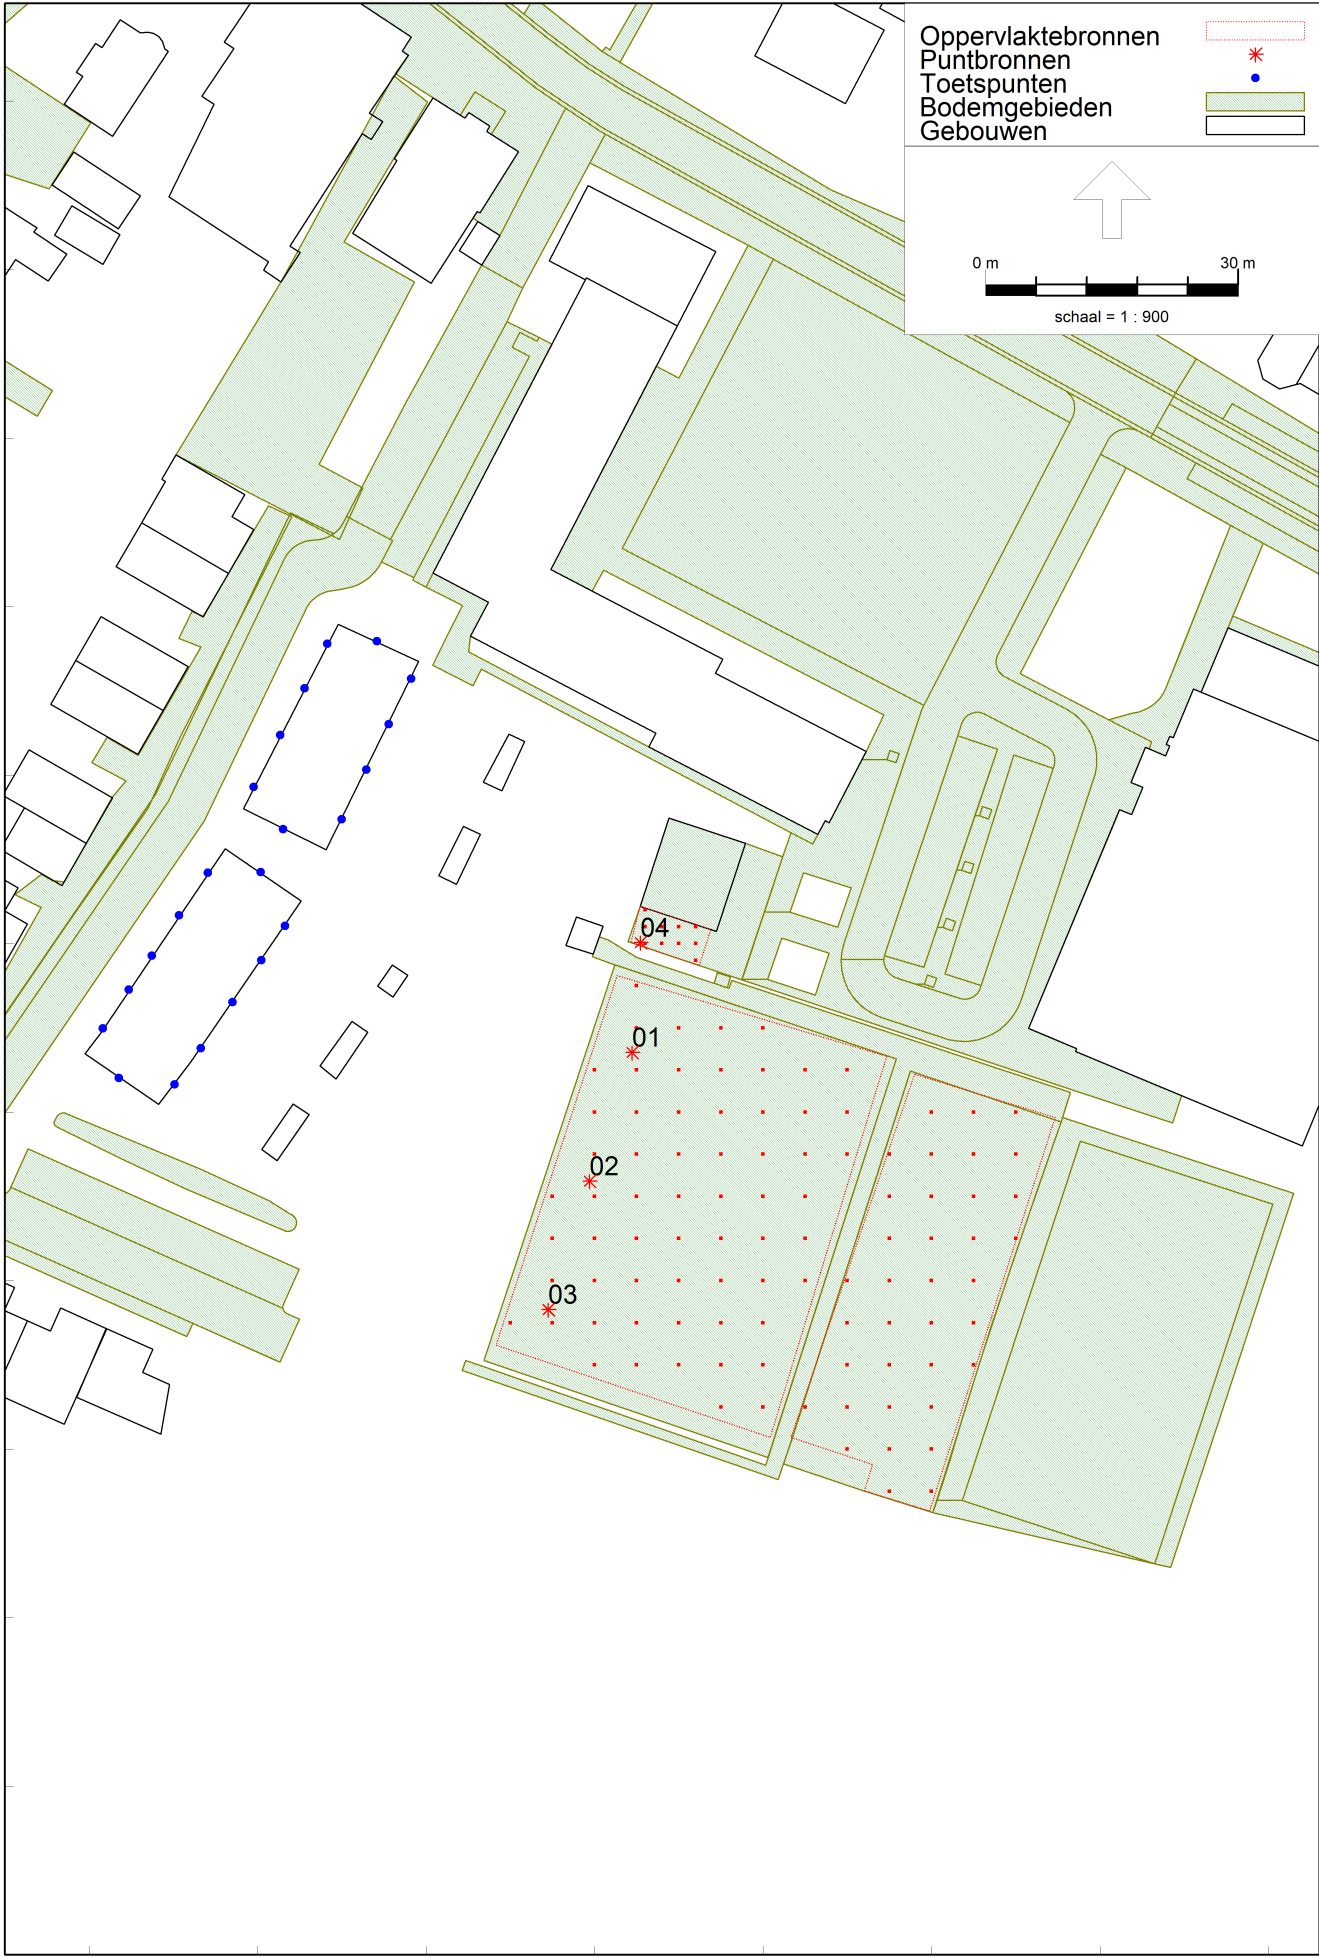 Oppervlaktebronnen
Puntbronnen
Toetspunten
Bodemgebieden
Gebouwen
0 m 30 m
schaal = 1 : 900
04
01
02
03